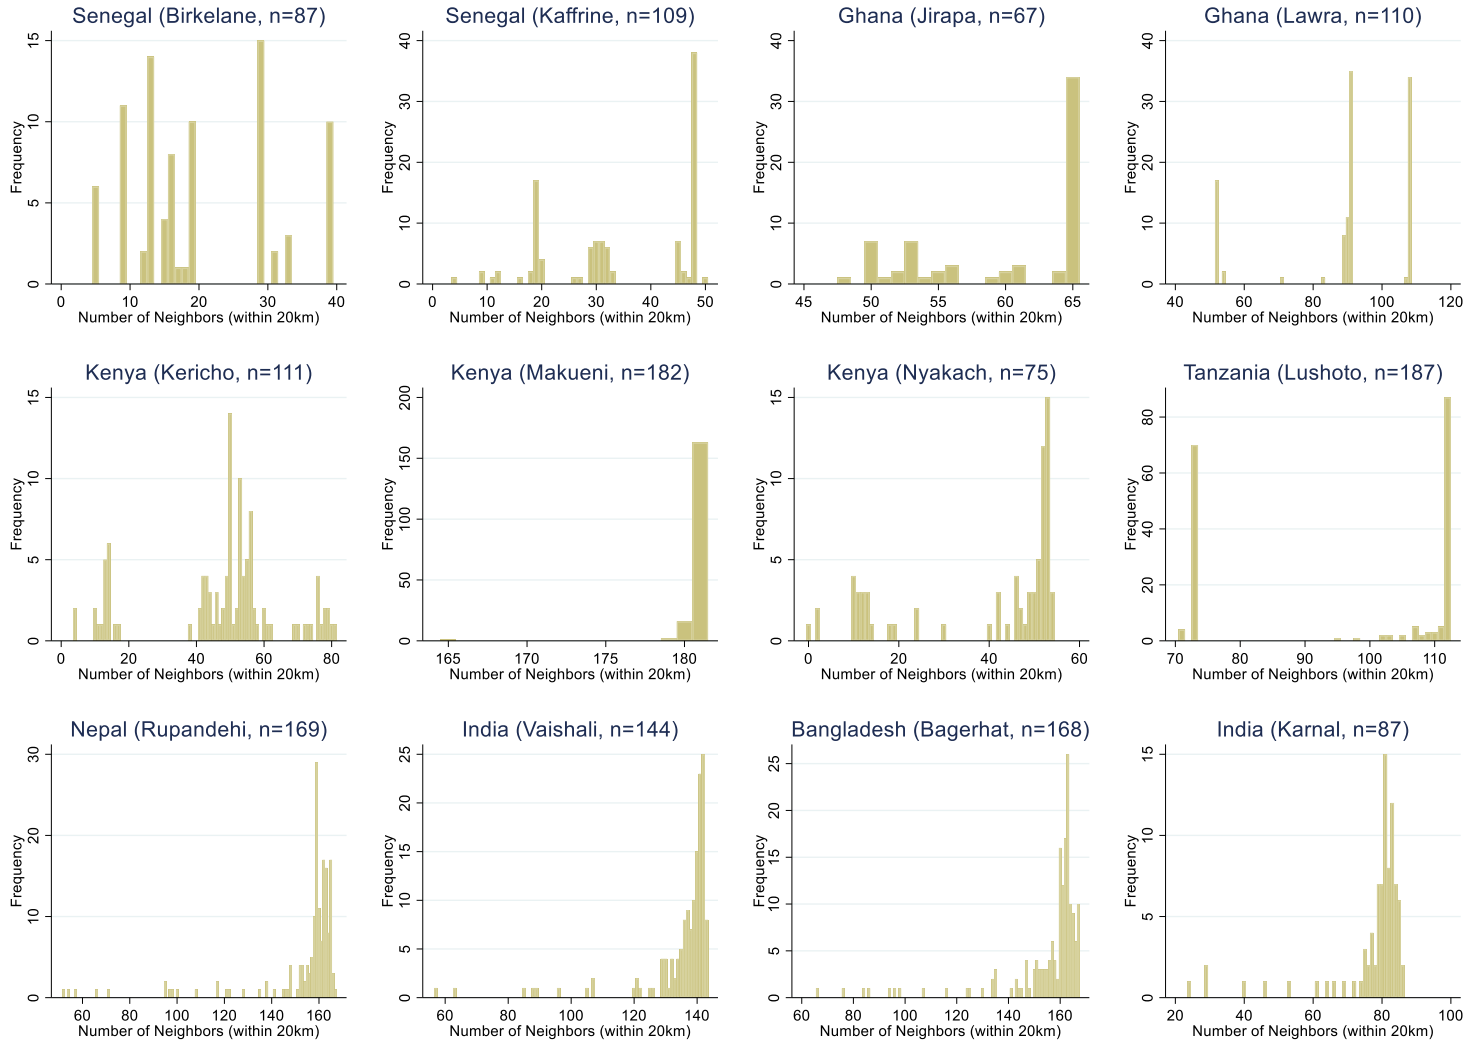 Senegal (Birkelane, n=87)
Frequency
0 5 10 15
0 10 20 30 40
Number of Neighbors (within 20km)
Senegal (Kaffrine, n=109)
Frequency
0 10 20 30 40
0 10 20 30 40 50
Number of Neighbors (within 20km)
Ghana (Jirapa, n=67)
Frequency
0 10 20 30 40
45 50 55 60 65
Number of Neighbors (within 20km)
Ghana (Lawra, n=110)
Frequency
0 10 20 30 40
40 60 80 100 120
Number of Neighbors (within 20km)
Kenya (Kericho, n=111)
Frequency
0 5 10 15
0 20 40 60 80
Number of Neighbors (within 20km)
Kenya (Makueni, n=182)
Frequency
0 50 100 150 200
165 170 175 180
Number of Neighbors (within 20km)
Kenya (Nyakach, n=75)
Frequency
0 5 10 15
0 20 40 60
Number of Neighbors (within 20km)
Tanzania (Lushoto, n=187)
Frequency
0 20 40 60 80
70 80 90 100 110
Number of Neighbors (within 20km)
Nepal (Rupandehi, n=169)
Frequency
0 10 20 30
60 80 100 120 140 160
Number of Neighbors (within 20km)
India (Vaishali, n=144)
Frequency
0 5 10 15 20 25
60 80 100 120 140
Number of Neighbors (within 20km)
Bangladesh (Bagerhat, n=168)
Frequency
0 5 10 15 20 25
60 80 100 120 140 160
Number of Neighbors (within 20km)
India (Karnal, n=87)
Frequency
0 5 10 15
20 40 60 80 100
Number of Neighbors (within 20km)